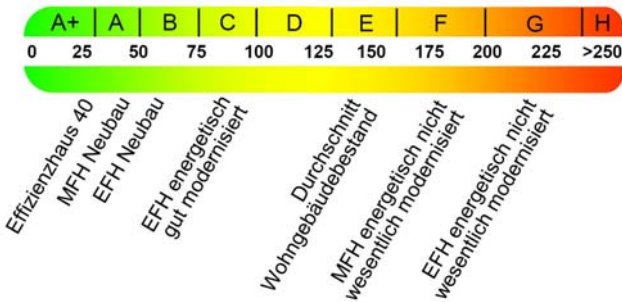 A+ A B C D E F G H
0 25 50 75 100 125 150 175 200 225 >250
Effizienzhaus 40
MFH Neubau
EFH Neubau
EFH energetisch
gut modernisiert
Durchschnitt
Wohngebäudebestand
MFH energetisch nicht
wesentlich modernisiert
EFH energetisch nicht
wesentlich modernisiert